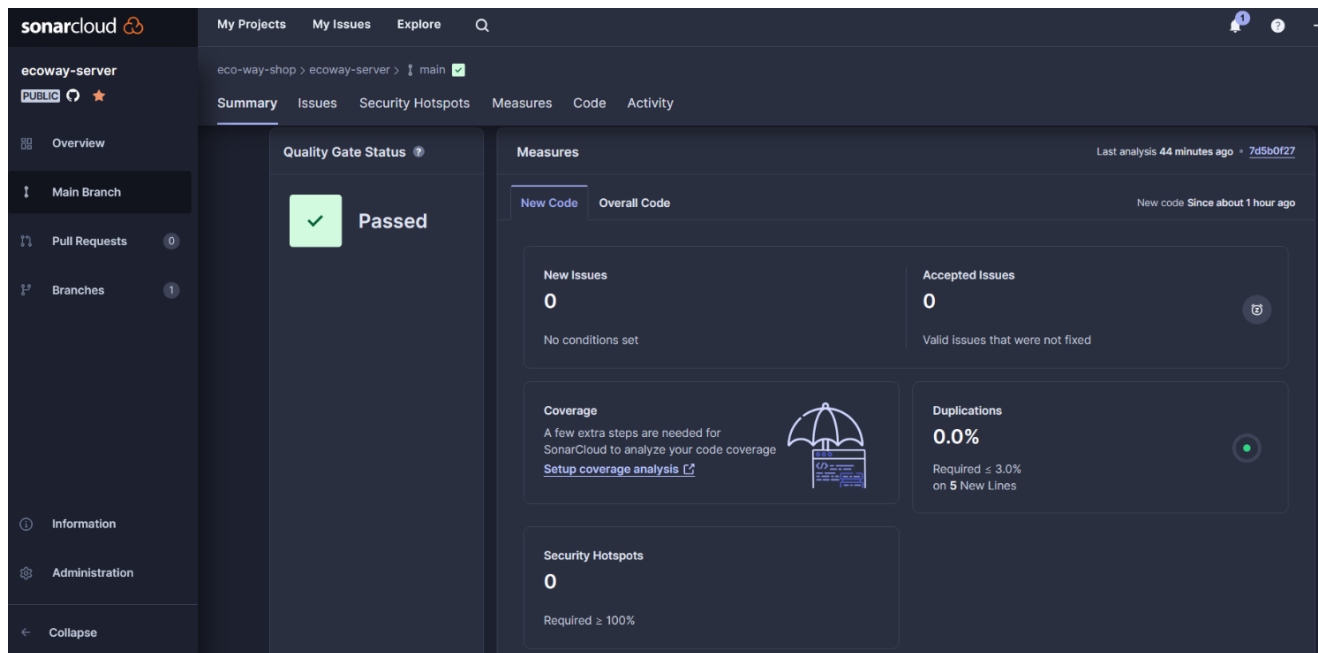 sonarcloud
My Projects My Issues Explore
1
?
ecoway-server
PUBLIC
eco-way-shop > ecoway-server > main
Summary Issues Security Hotspots Measures Code Activity
Overview
Main Branch
Pull Requests 0
Branches 1
Information
Administration
Collapse
Quality Gate Status ?
Passed
Measures
Last analysis 44 minutes ago • 7d5b0f27
New Code Overall Code
New code Since about 1 hour ago
New Issues
0
No conditions set
Accepted Issues
0
Valid issues that were not fixed
Coverage
A few extra steps are needed for
SonarCloud to analyze your code coverage
Setup coverage analysis
Duplications
0.0%
Required ≤ 3.0%
on 5 New Lines
Security Hotspots
0
Required ≥ 100%